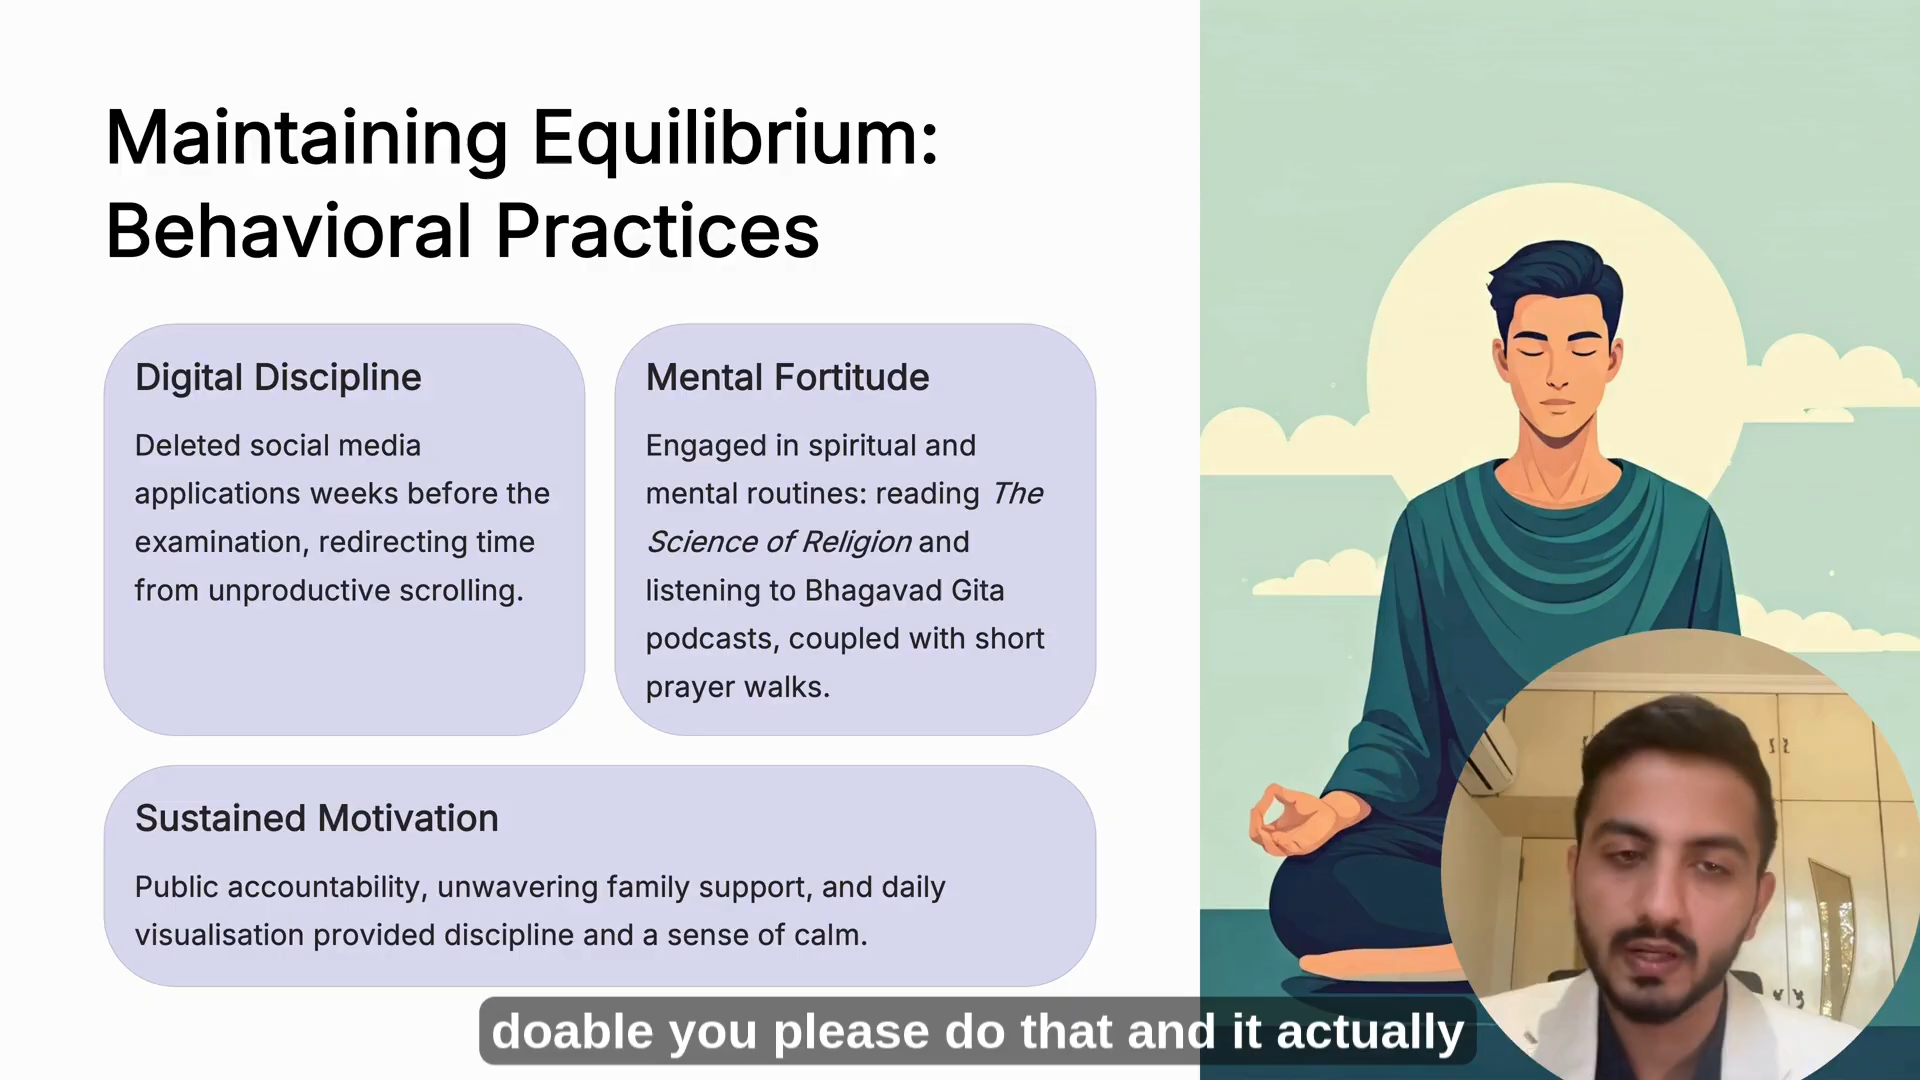 Maintaining Equilibrium:
Behavioral Practices
Digital Discipline
Deleted social media
applications weeks before the
examination, redirecting time
from unproductive scrolling.
Mental Fortitude
Engaged in spiritual and
mental routines: reading The
Science of Religion and
listening to Bhagavad Gita
podcasts, coupled with short
prayer walks.
Sustained Motivation
Public accountability, unwavering family support, and daily
visualisation provided discipline and a sense of calm.
doable you please do that and it actually